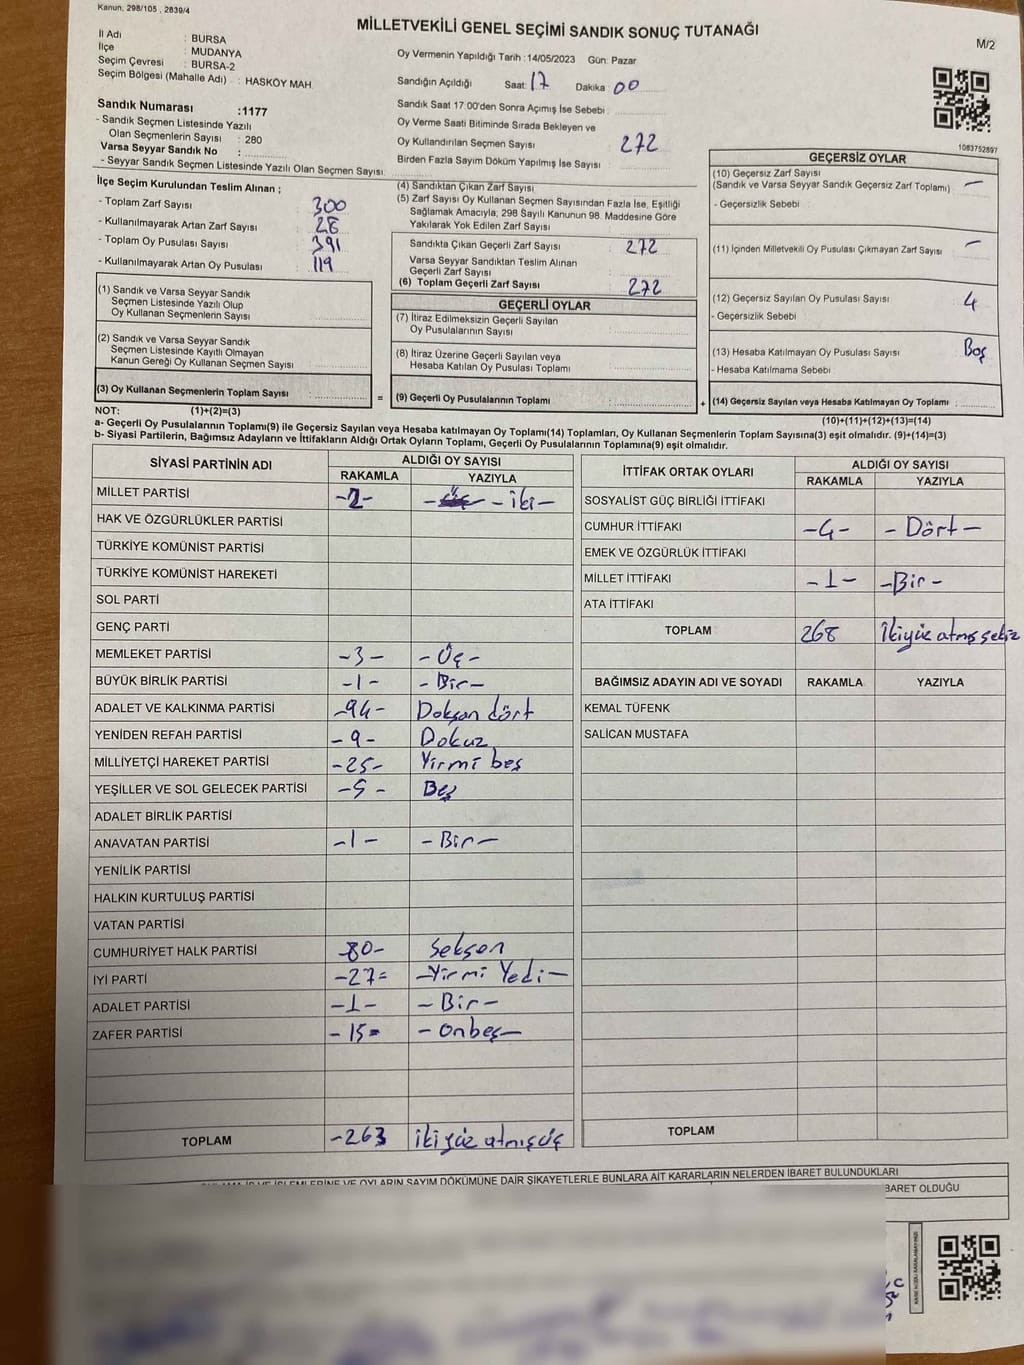 Kanun: 298/105 , 2839/4
MİLLETVEKİLİ GENEL SEÇİMİ SANDIK SONUÇ TUTANAĞI
M/2
İl Adı : BURSA
İlçe : MUDANYA
Seçim Çevresi : BURSA-2
Seçim Bölgesi (Mahalle Adı) : HASKÖY MAH
Sandık Numarası :1177
- Sandık Seçmen Listesinde Yazılı
Olan Seçmenlerin Sayısı : 280
Varsa Seyyar Sandık No :
- Seyyar Sandık Seçmen Listesinde Yazılı Olan Seçmen Sayısı:
Oy Vermenin Yapıldığı Tarih :14/05/2023 Gün: Pazar
Sandığın Açıldığı Saat: 17 Dakika: 00
Sandık Saat 17:00'den Sonra Açımış İse Sebebi :
Oy Verme Saati Bitiminde Sırada Bekleyen ve
Oy Kullandırılan Seçmen Sayısı : 272
Birden Fazla Sayım Döküm Yapılmış İse Sayısı :
1083752897
İlçe Seçim Kurulundan Teslim Alınan ;
- Toplam Zarf Sayısı : 300
- Kullanılmayarak Artan Zarf Sayısı : 28
- Toplam Oy Pusulası Sayısı : 391
- Kullanılmayarak Artan Oy Pusulası : 119
(1) Sandık ve Varsa Seyyar Sandık
Seçmen Listesinde Yazılı Olup
Oy Kullanan Seçmenlerin Sayısı :
(2) Sandık ve Varsa Seyyar Sandık
Seçmen Listesinde Kayıtlı Olmayan
Kanun Gereği Oy Kullanan Seçmen Sayısı :
(3) Oy Kullanan Seçmenlerin Toplam Sayısı :
(4) Sandıktan Çıkan Zarf Sayısı
(5) Zarf Sayısı Oy Kullanan Seçmen Sayısından Fazla İse, Eşitliği
Sağlamak Amacıyla; 298 Sayılı Kanunun 98. Maddesine Göre
Yakılarak Yok Edilen Zarf Sayısı :
Sandıkta Çıkan Geçerli Zarf Sayısı : 272
Varsa Seyyar Sandıktan Teslim Alınan
Geçerli Zarf Sayısı :
(6) Toplam Geçerli Zarf Sayısı : 272
GEÇERLİ OYLAR
(7) İtiraz Edilmeksizin Geçerli Sayılan
Oy Pusulalarının Sayısı :
(8) İtiraz Üzerine Geçerli Sayılan veya
Hesaba Katılan Oy Pusulası Toplamı :
= (9) Geçerli Oy Pusulalarının Toplamı :
GEÇERSİZ OYLAR
(10) Geçersiz Zarf Sayısı
(Sandık ve Varsa Seyyar Sandık Geçersiz Zarf Toplamı) : –
- Geçersizlik Sebebi :
(11) İçinden Milletvekili Oy Pusulası Çıkmayan Zarf Sayısı : –
(12) Geçersiz Sayılan Oy Pusulası Sayısı : 4
- Geçersizlik Sebebi :
(13) Hesaba Katılmayan Oy Pusulası Sayısı : Boş
- Hesaba Katılmama Sebebi :
+ (14) Geçersiz Sayılan veya Hesaba Katılmayan Oy Toplamı :
NOT: (1)+(2)=(3)
(10)+(11)+(12)+(13)=(14)
a- Geçerli Oy Pusulalarının Toplamı(9) ile Geçersiz Sayılan veya Hesaba katılmayan Oy Toplamı(14) Toplamları, Oy Kullanan Seçmenlerin Toplam Sayısına(3) eşit olmalıdır. (9)+(14)=(3)
b- Siyasi Partilerin, Bağımsız Adayların ve İttifakların Aldığı Ortak Oyların Toplamı, Geçerli Oy Pusulalarının Toplamına(9) eşit olmalıdır.
SİYASİ PARTİNİN ADI ALDIĞI OY SAYISI
RAKAMLA YAZIYLA
MİLLET PARTİSİ -2- - iki -
HAK VE ÖZGÜRLÜKLER PARTİSİ
TÜRKİYE KOMÜNİST PARTİSİ
TÜRKİYE KOMÜNİST HAREKETİ
SOL PARTİ
GENÇ PARTİ
MEMLEKET PARTİSİ -3- - Üç -
BÜYÜK BİRLİK PARTİSİ -1- - Bir -
ADALET VE KALKINMA PARTİSİ -94- Doksan dört
YENİDEN REFAH PARTİSİ -9- Dokuz
MİLLİYETÇİ HAREKET PARTİSİ -25- Yirmi beş
YEŞİLLER VE SOL GELECEK PARTİSİ -5- Beş
ADALET BİRLİK PARTİSİ
ANAVATAN PARTİSİ -1- - Bir -
YENİLİK PARTİSİ
HALKIN KURTULUŞ PARTİSİ
VATAN PARTİSİ
CUMHURİYET HALK PARTİSİ -80- Seksen
İYİ PARTİ -27= -Yirmi Yedi-
ADALET PARTİSİ -1- - Bir -
ZAFER PARTİSİ -15= - Onbeş -
TOPLAM -263 ikiyüz atmışüç
İTTİFAK ORTAK OYLARI ALDIĞI OY SAYISI
RAKAMLA YAZIYLA
SOSYALİST GÜÇ BİRLİĞİ İTTİFAKI
CUMHUR İTTİFAKI -4- - Dört -
EMEK VE ÖZGÜRLÜK İTTİFAKI
MİLLET İTTİFAKI -1- -Bir-
ATA İTTİFAKI
TOPLAM 268 ikiyüz atmış sekiz
BAĞIMSIZ ADAYIN ADI VE SOYADI RAKAMLA YAZIYLA
KEMAL TÜFENK
SALİCAN MUSTAFA
TOPLAM
VE İŞLEMLERİNE VE OYLARIN SAYIM DÖKÜMÜNE DAİR ŞİKAYETLERLE BUNLARA AİT KARARLARIN NELERDEN İBARET BULUNDUKLARI
BARET OLDUĞU